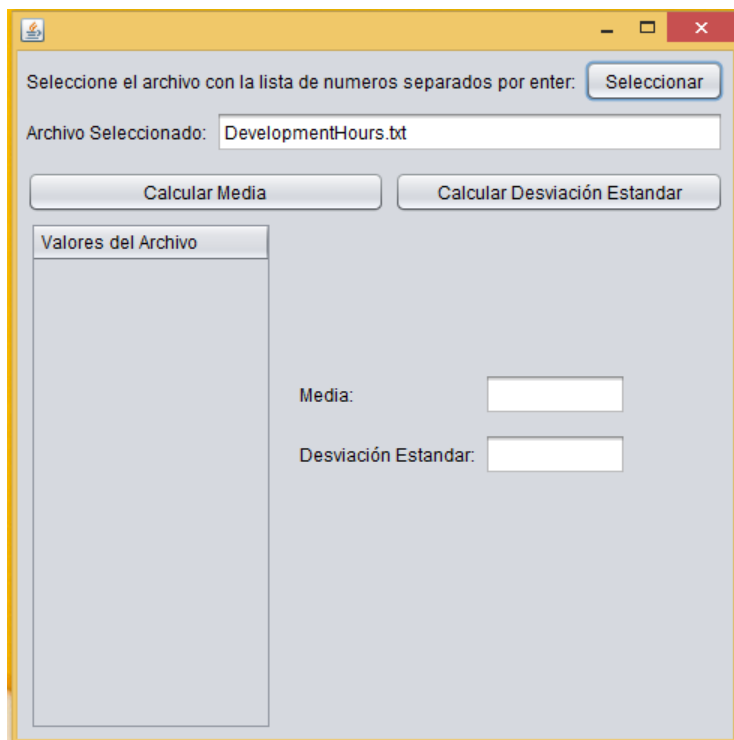 Seleccione el archivo con la lista de numeros separados por enter: Seleccionar
Archivo Seleccionado: DevelopmentHours.txt
Calcular Media Calcular Desviación Estandar
Valores del Archivo
Media:
Desviación Estandar: